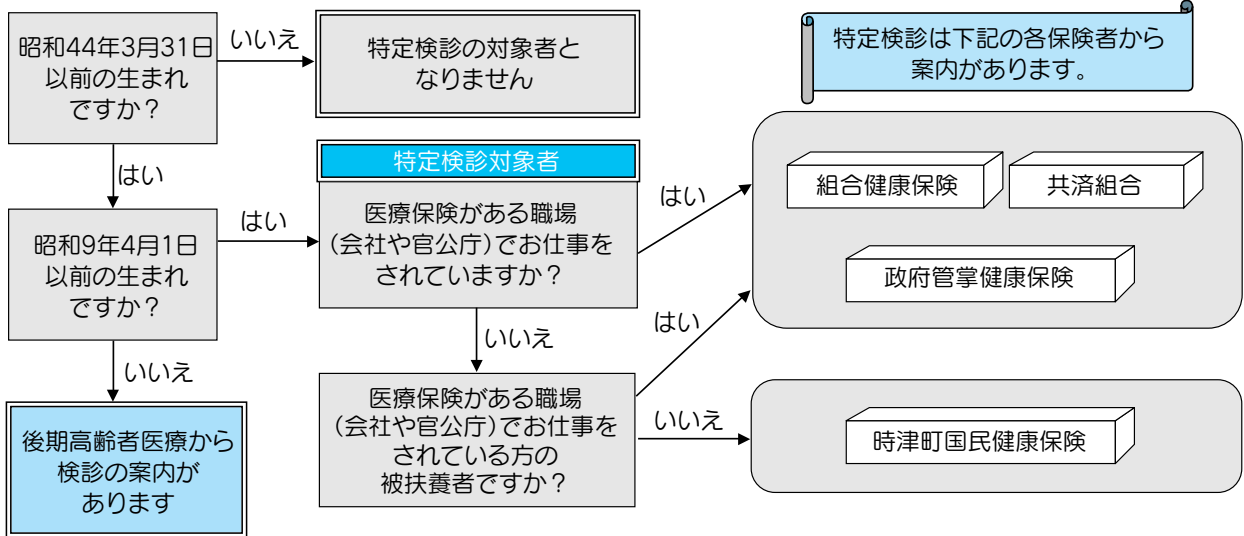 昭和44年3月31日
以前の生まれ
ですか？
いいえ
特定検診の対象者と
なりません
特定検診は下記の各保険者から
案内があります。
はい
特定検診対象者
昭和9年4月1日
以前の生まれ
ですか？
はい
医療保険がある職場
（会社や官公庁）でお仕事を
されていますか？
はい
組合健康保険
共済組合
政府管掌健康保険
いいえ
いいえ
はい
後期高齢者医療から
検診の案内が
あります
医療保険がある職場
（会社や官公庁）でお仕事を
されている方の
被扶養者ですか？
いいえ
時津町国民健康保険